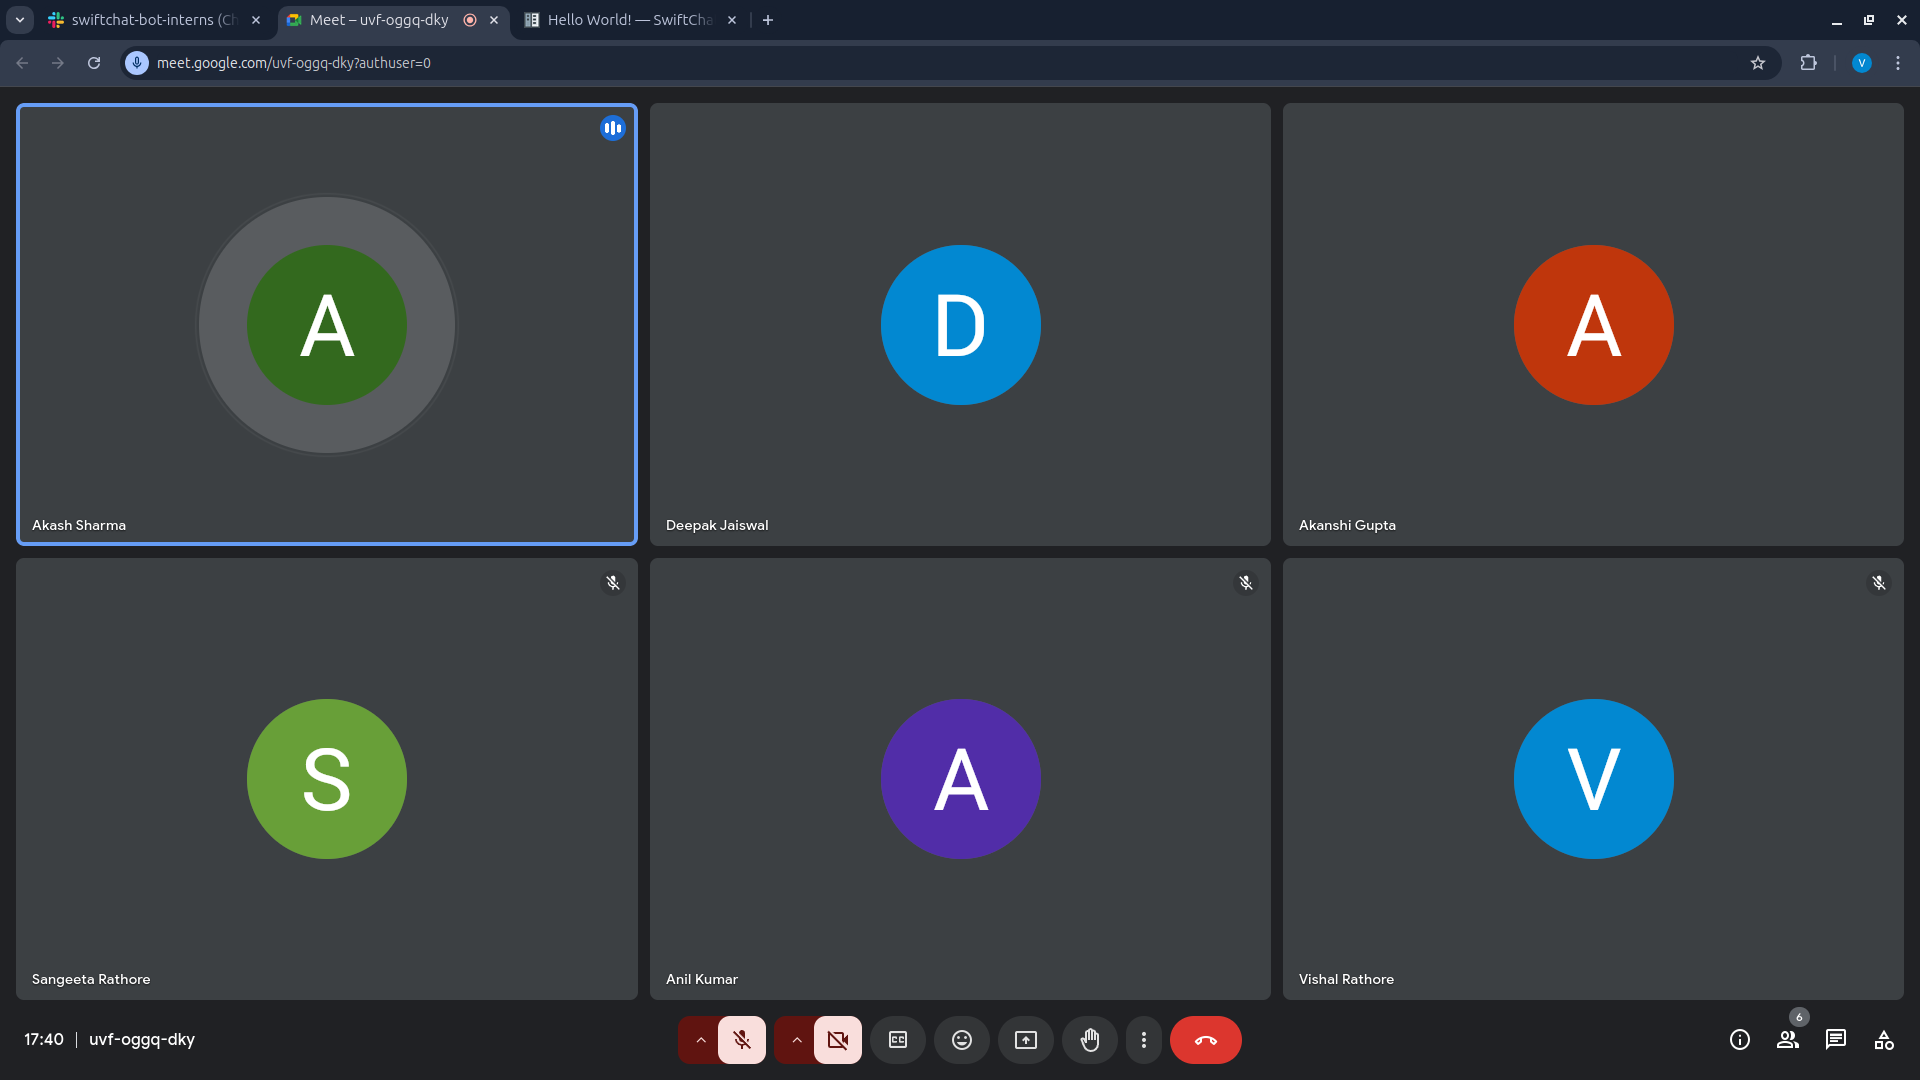 swiftchat-bot-interns (Ch
Meet – uvf-oggq-dky
Hello World! — SwiftCha
meet.google.com/uvf-oggq-dky?authuser=0
V
A
Akash Sharma
D
Deepak Jaiswal
A
Akanshi Gupta
S
Sangeeta Rathore
A
Anil Kumar
V
Vishal Rathore
17:40 | uvf-oggq-dky
CC
6